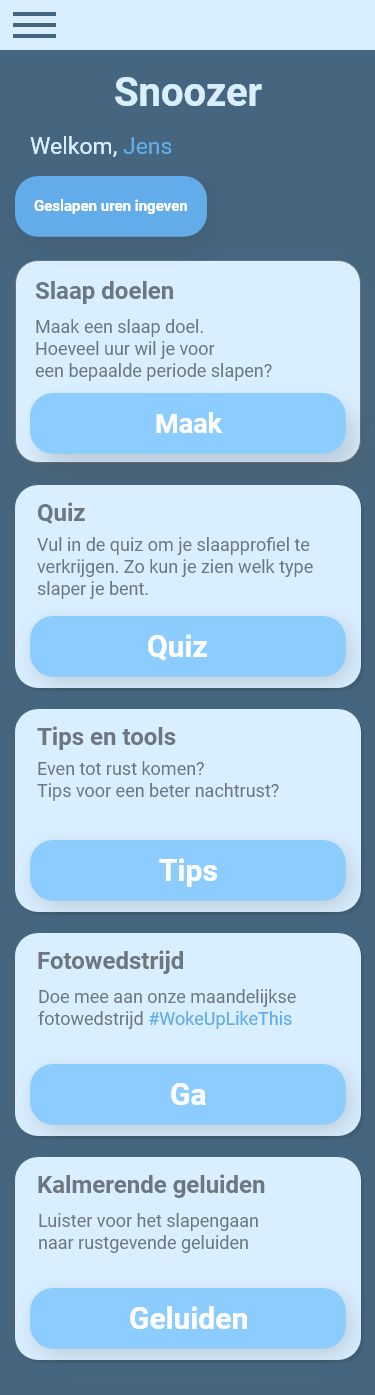 Snoozer
Welkom, Jens
Geslapen uren ingeven
Slaap doelen
Maak een slaap doel.
Hoeveel uur wil je voor
een bepaalde periode slapen?
Maak
Quiz
Vul in de quiz om je slaapprofiel te
verkrijgen. Zo kun je zien welk type
slaper je bent.
Quiz
Tips en tools
Even tot rust komen?
Tips voor een beter nachtrust?
Tips
Fotowedstrijd
Doe mee aan onze maandelijkse
fotowedstrijd #WokeUpLikeThis
Ga
Kalmerende geluiden
Luister voor het slapengaan
naar rustgevende geluiden
Geluiden